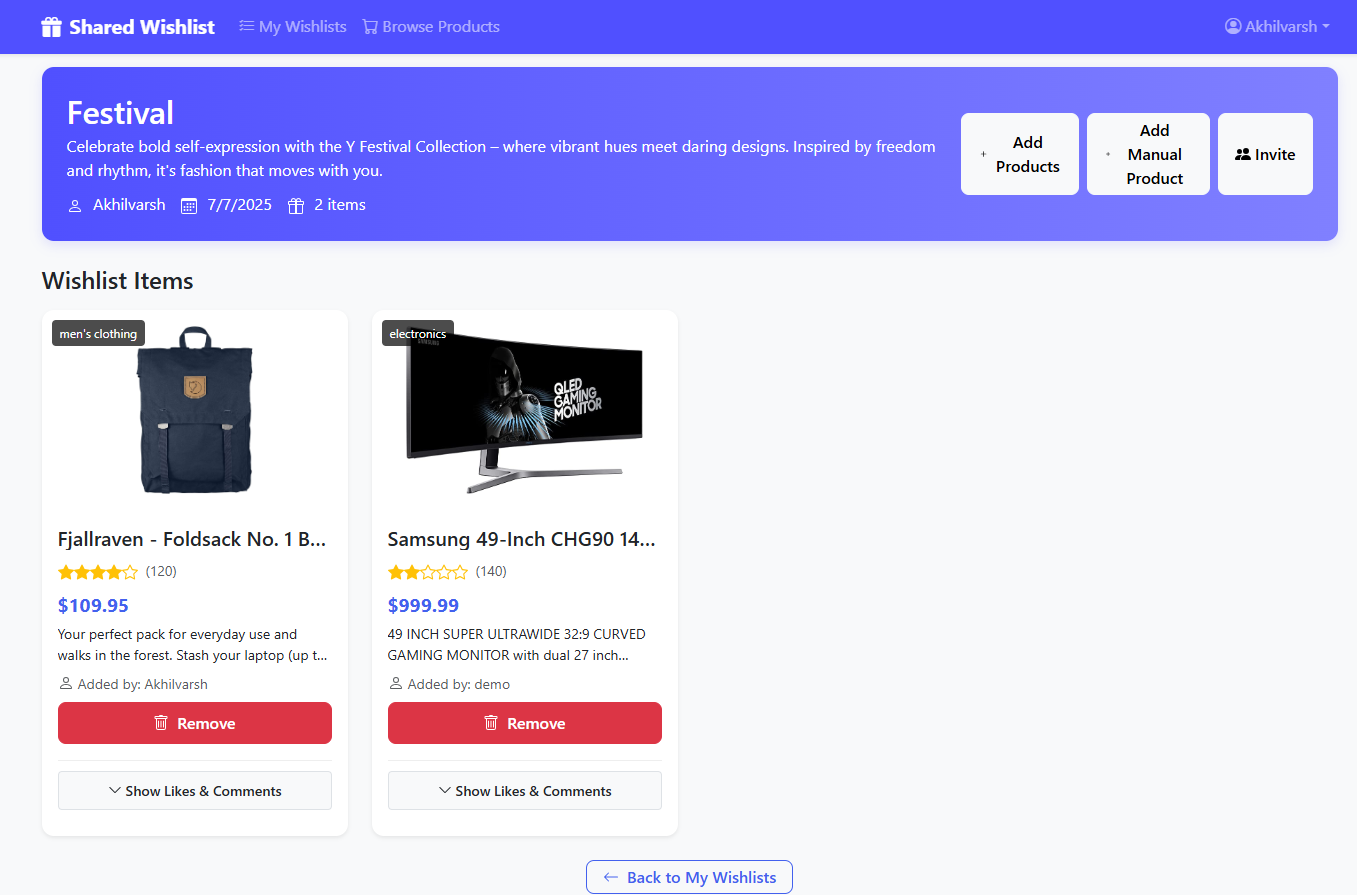 Shared Wishlist
My Wishlists
Browse Products
Akhilvarsh
Festival
Celebrate bold self-expression with the Y Festival Collection – where vibrant hues meet daring designs. Inspired by freedom
and rhythm, it's fashion that moves with you.
Akhilvarsh 7/7/2025 2 items
+ Add
Products
+ Add
Manual
Product
Invite
Wishlist Items
men's clothing
Fjallraven - Foldsack No. 1 B...
(120)
$109.95
Your perfect pack for everyday use and
walks in the forest. Stash your laptop (up t...
Added by: Akhilvarsh
Remove
Show Likes & Comments
electronics
SAMSUNG
QLED
GAMING
MONITOR
Samsung 49-Inch CHG90 14...
(140)
$999.99
49 INCH SUPER ULTRAWIDE 32:9 CURVED
GAMING MONITOR with dual 27 inch...
Added by: demo
Remove
Show Likes & Comments
← Back to My Wishlists